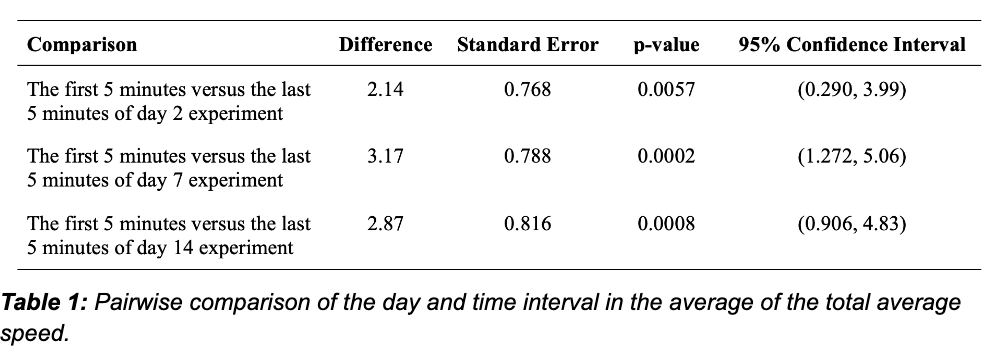 Comparison Difference Standard Error p-value 95% Confidence Interval
The first 5 minutes versus the last 2.14 0.768 0.0057 (0.290, 3.99)
5 minutes of day 2 experiment
The first 5 minutes versus the last 3.17 0.788 0.0002 (1.272, 5.06)
5 minutes of day 7 experiment
The first 5 minutes versus the last 2.87 0.816 0.0008 (0.906, 4.83)
5 minutes of day 14 experiment
Table 1: Pairwise comparison of the day and time interval in the average of the total average
speed.